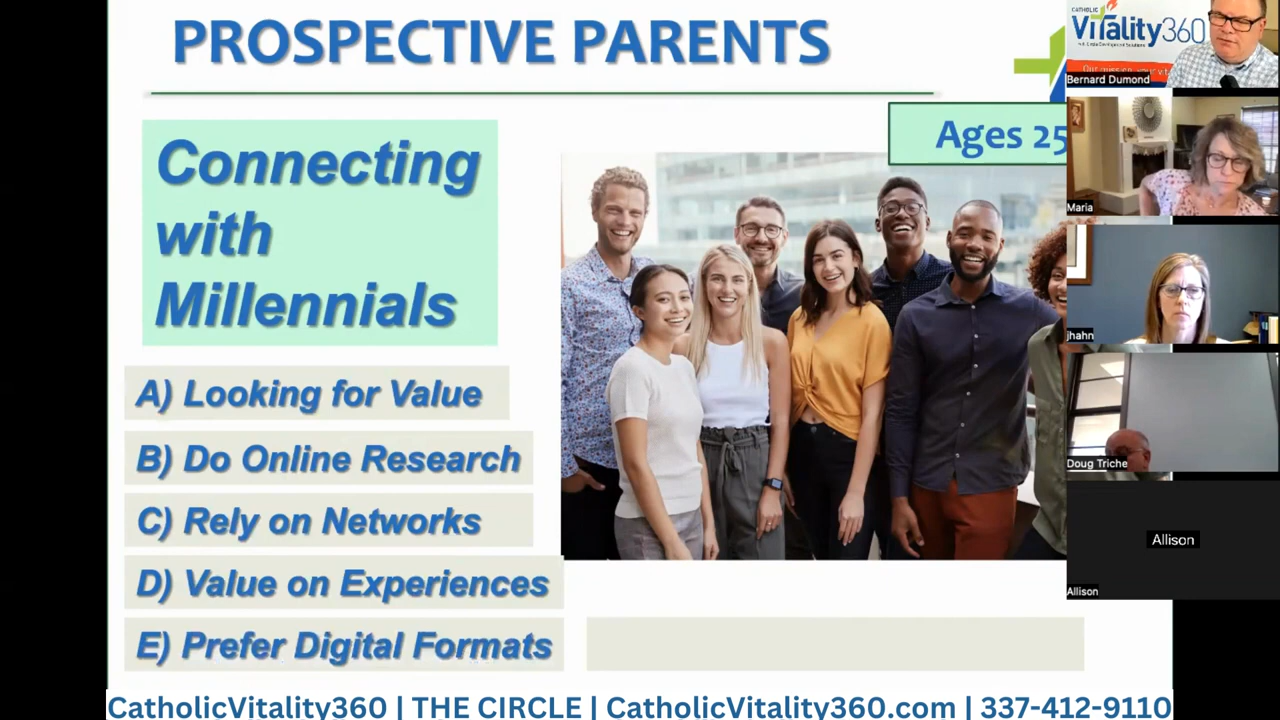 PROSPECTIVE PARENTS
Ages 25
Connecting
with
Millennials
A) Looking for Value
B) Do Online Research
C) Rely on Networks
D) Value on Experiences
E) Prefer Digital Formats
CATHOLIC
Vitality360
Bernard Dumond
Maria
jhahn
Doug Triche
Allison
Allison
CatholicVitality360 | THE CIRCLE | CatholicVitality360.com | 337-412-9110